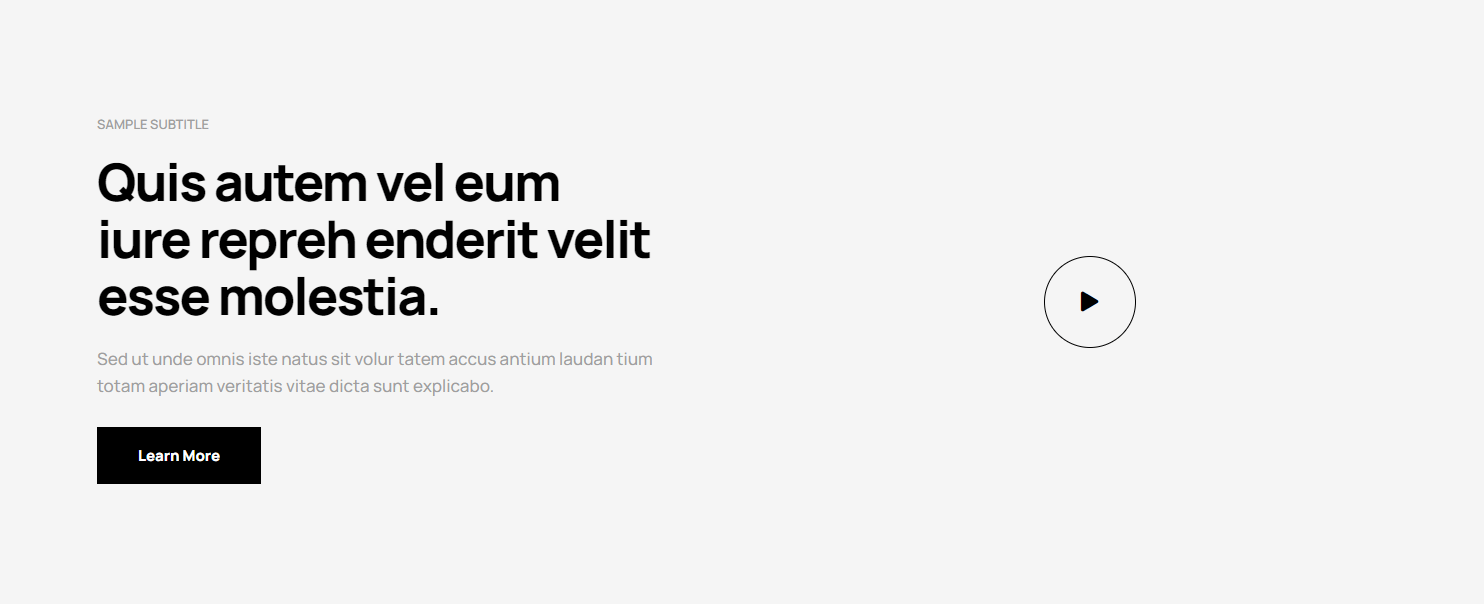 SAMPLE SUBTITLE
Quis autem vel eum
iure repreh enderit velit
esse molestia.
Sed ut unde omnis iste natus sit volur tatem accus antium laudan tium
totam aperiam veritatis vitae dicta sunt explicabo.
Learn More